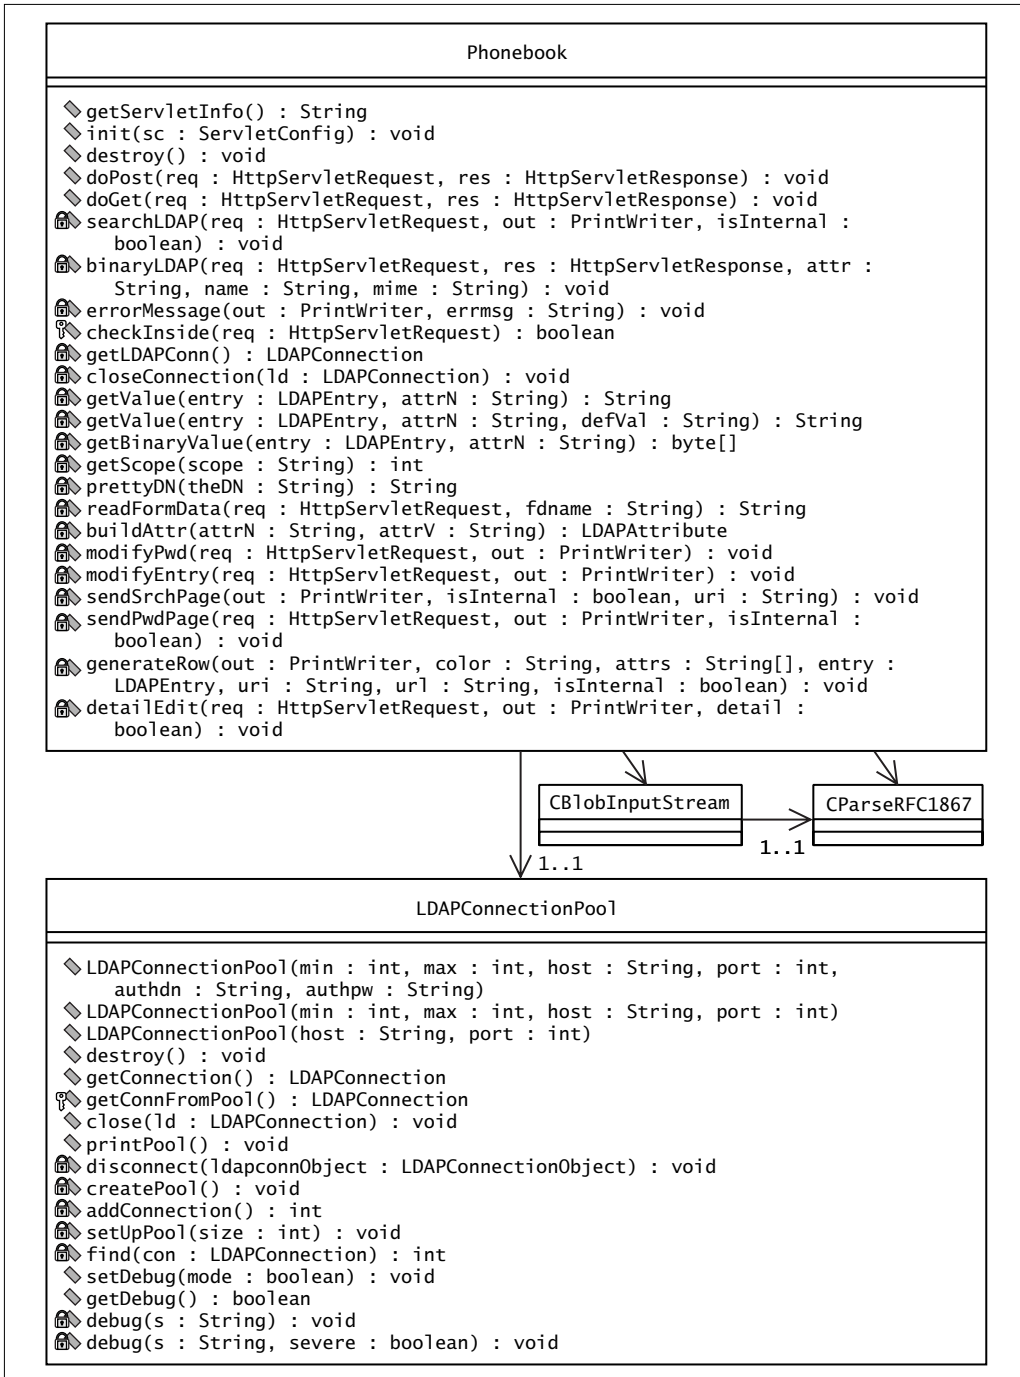 Phonebook
getServletInfo() : String
init(sc : ServletConfig) : void
destroy() : void
doPost(req : HttpServletRequest, res : HttpServletResponse) : void
doGet(req : HttpServletRequest, res : HttpServletResponse) : void
searchLDAP(req : HttpServletRequest, out : PrintWriter, isInternal :
boolean) : void
binaryLDAP(req : HttpServletRequest, res : HttpServletResponse, attr :
String, name : String, mime : String) : void
errorMessage(out : PrintWriter, errmsg : String) : void
checkInside(req : HttpServletRequest) : boolean
getLDAPConn() : LDAPConnection
closeConnection(ld : LDAPConnection) : void
getValue(entry : LDAPEntry, attrN : String) : String
getValue(entry : LDAPEntry, attrN : String, defVal : String) : String
getBinaryValue(entry : LDAPEntry, attrN : String) : byte[]
getScope(scope : String) : int
prettyDN(theDN : String) : String
readFormData(req : HttpServletRequest, fdname : String) : String
buildAttr(attrN : String, attrV : String) : LDAPAttribute
modifyPwd(req : HttpServletRequest, out : PrintWriter) : void
modifyEntry(req : HttpServletRequest, out : PrintWriter) : void
sendSrchPage(out : PrintWriter, isInternal : boolean, uri : String) : void
sendPwdPage(req : HttpServletRequest, out : PrintWriter, isInternal :
boolean) : void
generateRow(out : PrintWriter, color : String, attrs : String[], entry :
LDAPEntry, uri : String, url : String, isInternal : boolean) : void
detailEdit(req : HttpServletRequest, out : PrintWriter, detail :
boolean) : void
CBlobInputStream
CParseRFC1867
1..1
1..1
LDAPConnectionPool
LDAPConnectionPool(min : int, max : int, host : String, port : int,
authdn : String, authpw : String)
LDAPConnectionPool(min : int, max : int, host : String, port : int)
LDAPConnectionPool(host : String, port : int)
destroy() : void
getConnection() : LDAPConnection
getConnFromPool() : LDAPConnection
close(ld : LDAPConnection) : void
printPool() : void
disconnect(ldapconnObject : LDAPConnectionObject) : void
createPool() : void
addConnection() : int
setUpPool(size : int) : void
find(con : LDAPConnection) : int
setDebug(mode : boolean) : void
getDebug() : boolean
debug(s : String) : void
debug(s : String, severe : boolean) : void